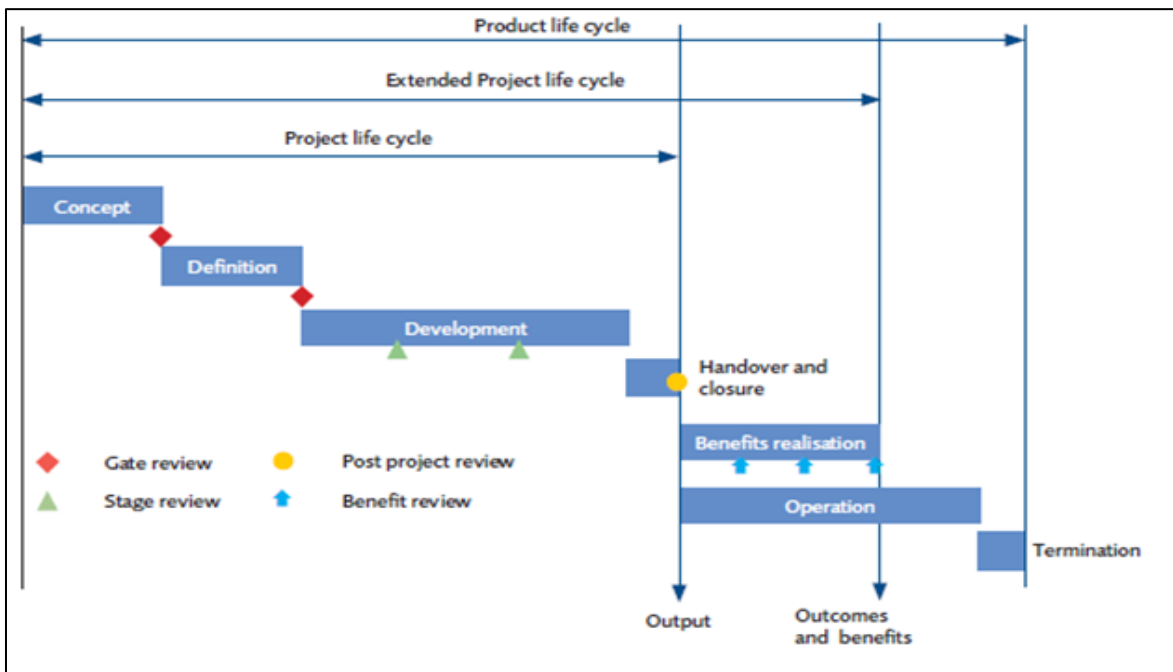 Product life cycle
Extended Project life cycle
Project life cycle
Concept
Definition
Development
Handover and
closure
Benefits realisation
Gate review
Post project review
Stage review
Benefit review
Operation
Termination
Output
Outcomes
and benefits